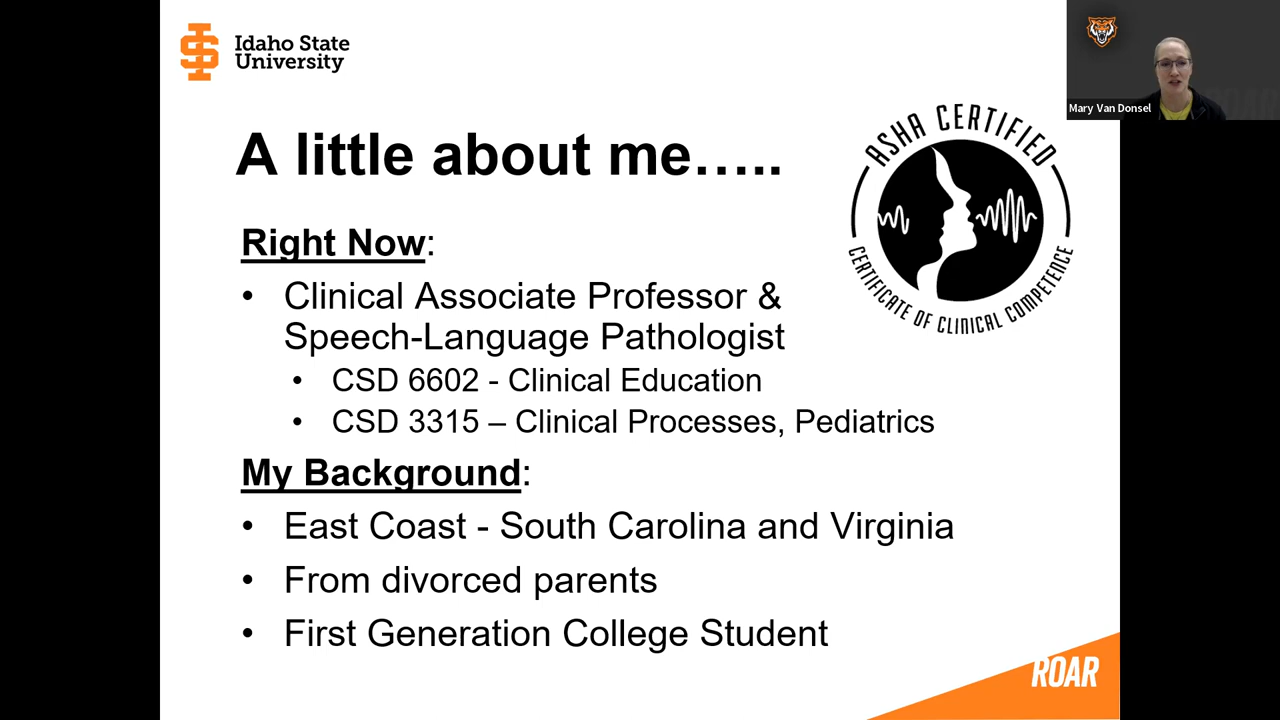 Idaho State
University
Mary Van Donsel
ROAR
A little about me…..
ASHA CERTIFIED
CERTIFICATE OF CLINICAL COMPETENCE
Right Now:
• Clinical Associate Professor &
Speech-Language Pathologist
• CSD 6602 - Clinical Education
• CSD 3315 – Clinical Processes, Pediatrics
My Background:
• East Coast - South Carolina and Virginia
• From divorced parents
• First Generation College Student
ROAR